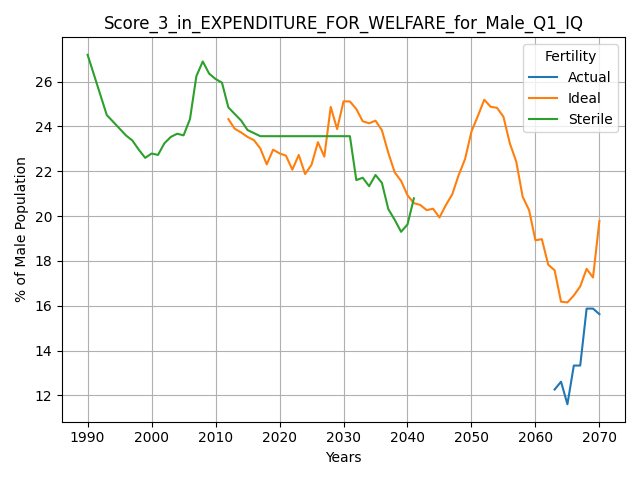 Score_3_in_EXPENDITURE_FOR_WELFARE_for_Male_Q1_IQ
Fertility
Actual
Ideal
Sterile
% of Male Population
26
24
22
20
18
16
14
12
1990 2000 2010 2020 2030 2040 2050 2060 2070
Years